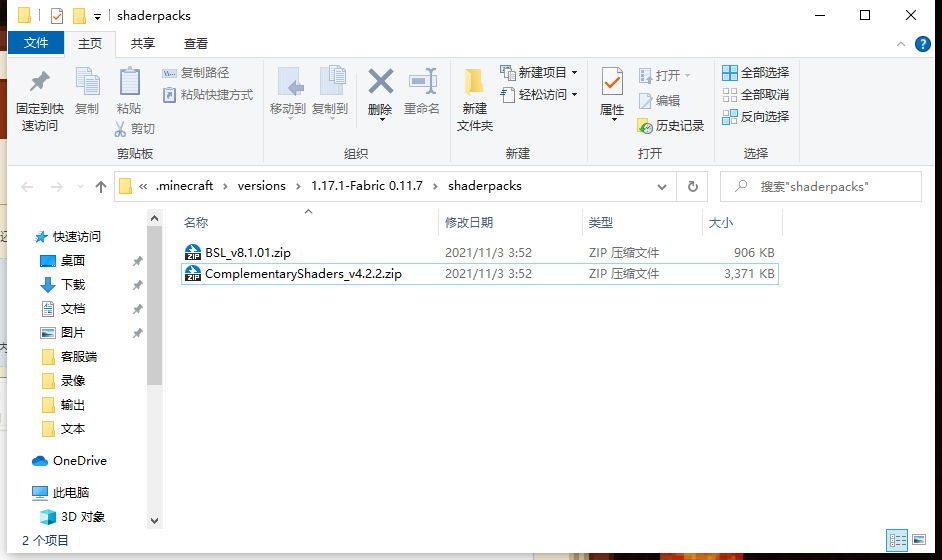 shaderpacks
文件 主页 共享 查看
固定到快速访问
复制
粘贴
复制路径
粘贴快捷方式
剪切
剪贴板
移动到 复制到 删除 重命名
组织
新建文件夹
新建项目
轻松访问
新建
属性
打开
编辑
历史记录
打开
全部选择
全部取消
反向选择
选择
« .minecraft › versions › 1.17.1-Fabric 0.11.7 › shaderpacks
搜索"shaderpacks"
名称 修改日期 类型 大小
BSL_v8.1.01.zip 2021/11/3 3:52 ZIP 压缩文件 906 KB
ComplementaryShaders_v4.2.2.zip 2021/11/3 3:52 ZIP 压缩文件 3,371 KB
快速访问
桌面
下载
文档
图片
客服端
录像
输出
文本
OneDrive
此电脑
3D 对象
2 个项目